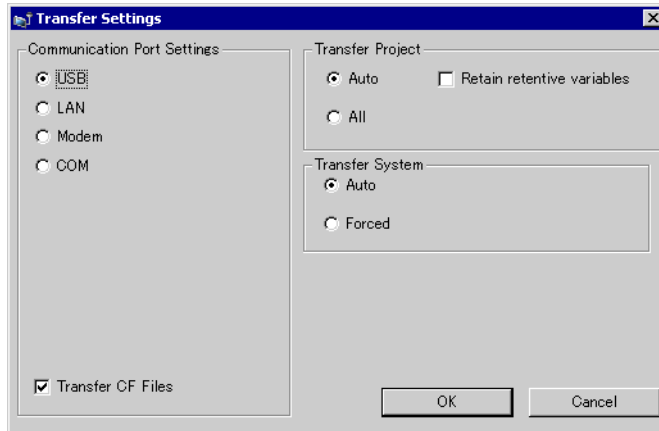 Transfer Settings
Communication Port Settings
USB
LAN
Modem
COM
Transfer CF Files
Transfer Project
Auto
Retain retentive variables
All
Transfer System
Auto
Forced
OK
Cancel